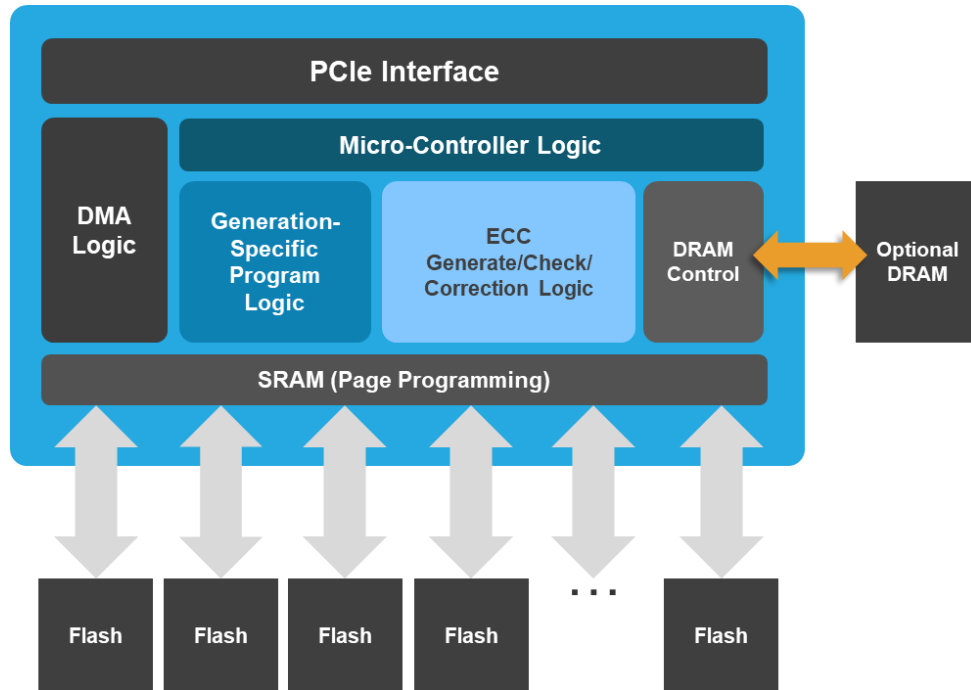 PCIe Interface
Micro-Controller Logic
DMA
Logic
Generation-
Specific
Program
Logic
ECC
Generate/Check/
Correction Logic
DRAM
Control
Optional
DRAM
SRAM (Page Programming)
Flash
Flash
Flash
Flash
...
Flash